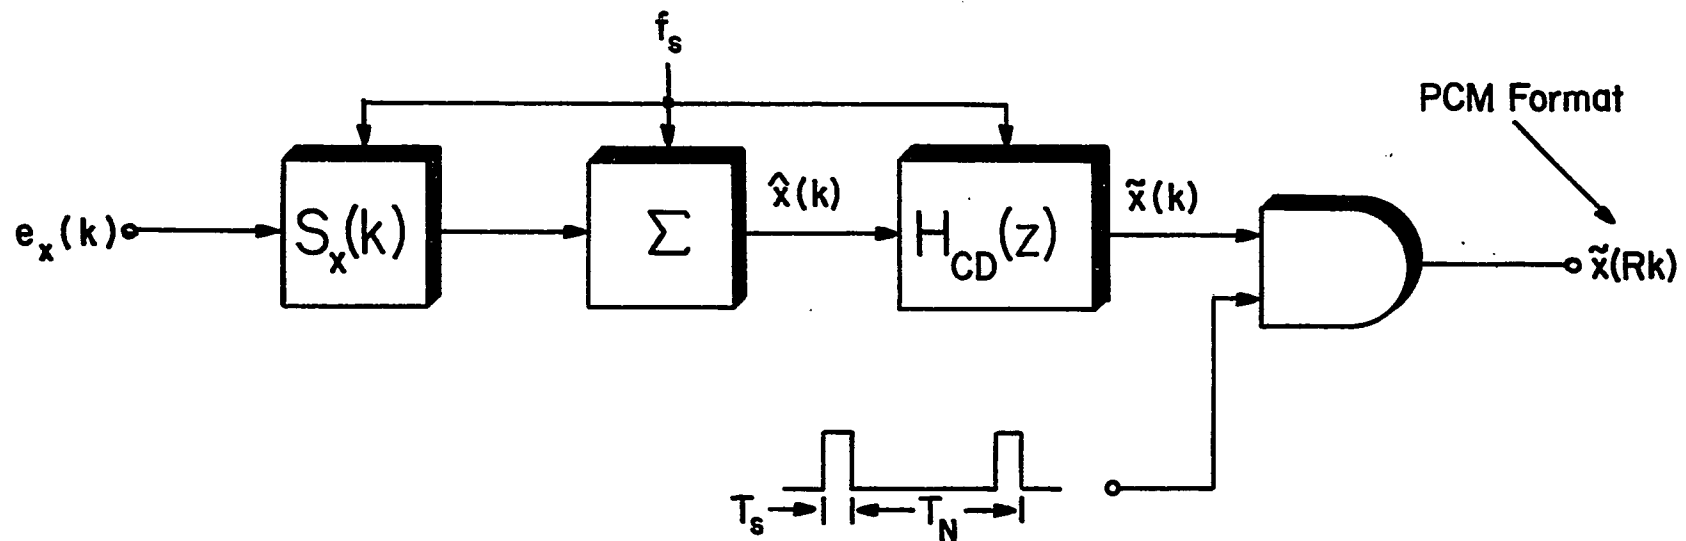 f_s
PCM Format
e_x(k)
S_x(k)
Σ
x̂(k)
H_CD(z)
x̃(k)
x̃(Rk)
T_s
T_N